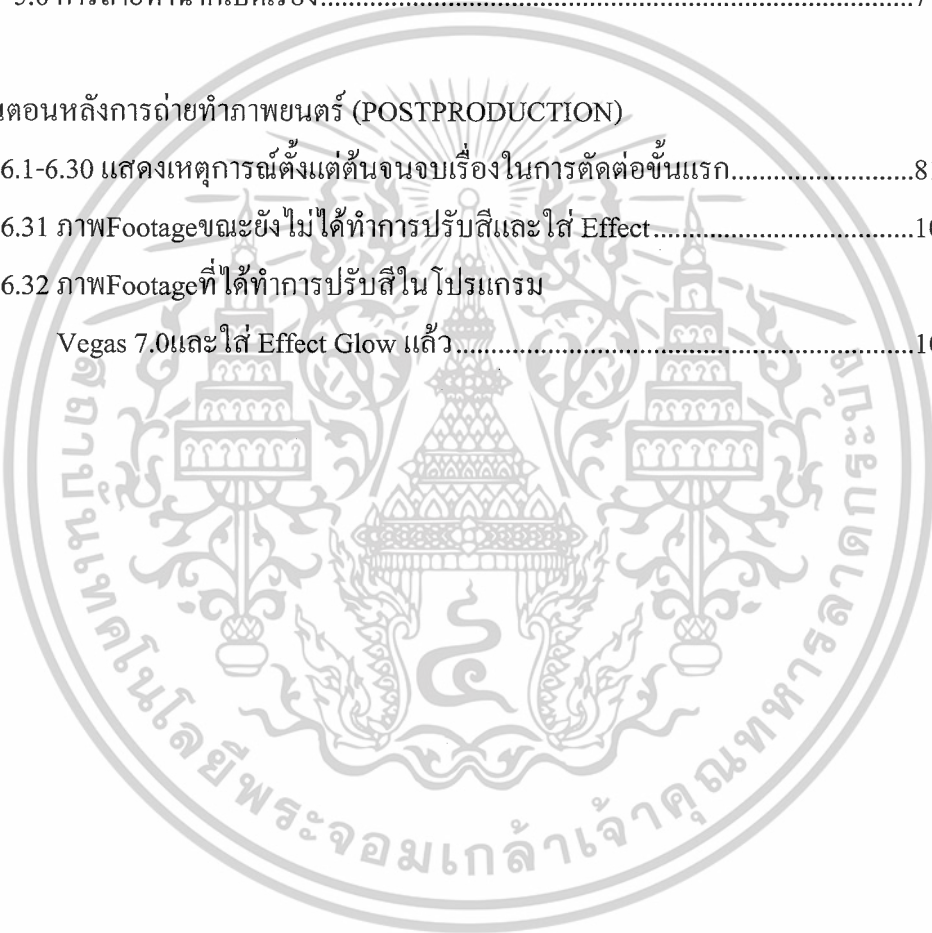 ตอนหลังการถ่ายทำภาพยนตร์ (POSTPRODUCTION)
6.1-6.30 แสดงเหตุการณ์ตั้งแต่ต้นจนจบเรื่องในการตัดต่อขั้นแรก........................8
6.31 ภาพFootageขณะยังไม่ได้ทำการปรับสีและใส่ Effect..................................10
6.32 ภาพFootageที่ได้ทำการปรับสีในโปรแกรม
Vegas 7.0และใส่ Effect Glow แล้ว............................................................10
สถาบันเทคโนโลยีพระจอมเกล้าเจ้าคุณทหารลาดกระบัง